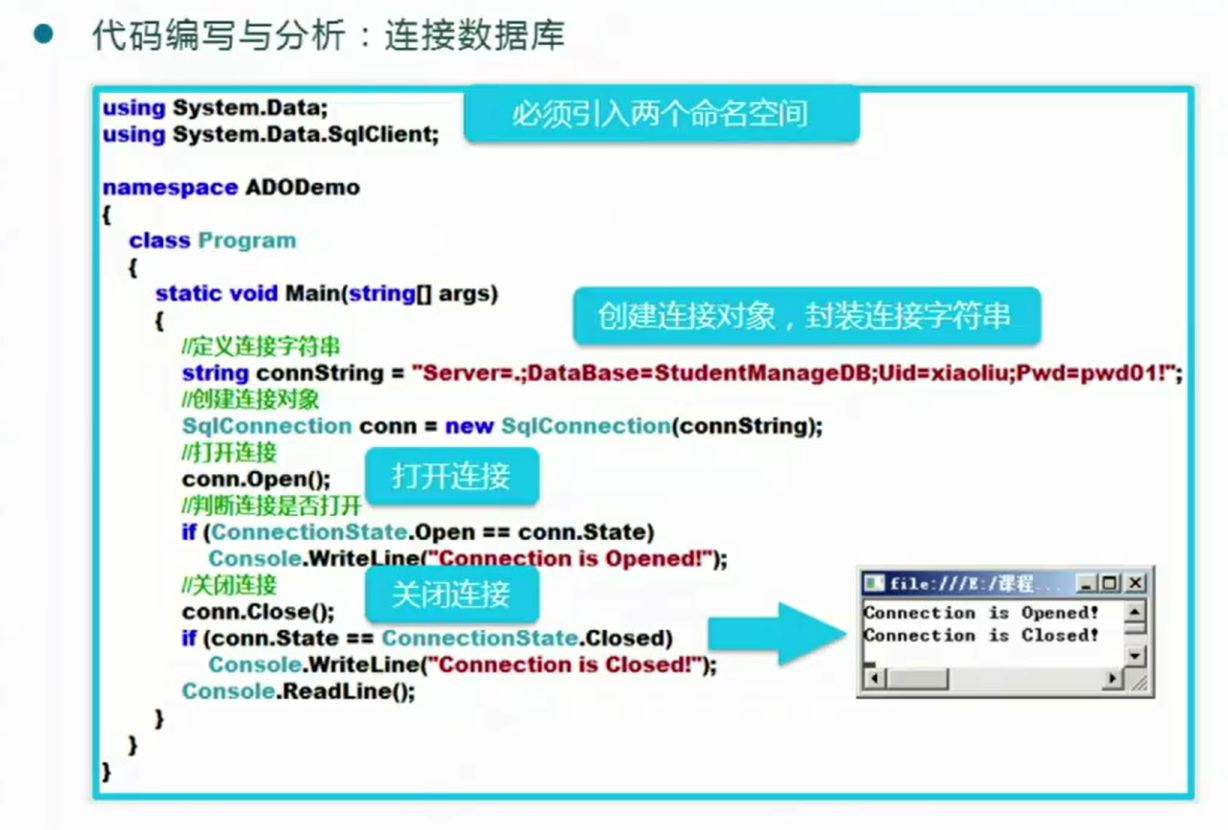 代码编写与分析：连接数据库
using System.Data;
必须引入两个命名空间
using System.Data.SqlClient;
namespace ADODemo
{
class Program
{
static void Main(string[] args)
{
创建连接对象，封装连接字符串
//定义连接字符串
string connString = "Server=.;DataBase=StudentManageDB;Uid=xiaoliu;Pwd=pwd01!";
//创建连接对象
SqlConnection conn = new SqlConnection(connString);
//打开连接
conn.Open();
打开连接
//判断连接是否打开
if (ConnectionState.Open == conn.State)
Console.WriteLine("Connection is Opened!");
//关闭连接
关闭连接
conn.Close();
if (conn.State == ConnectionState.Closed)
Console.WriteLine("Connection is Closed!");
Console.ReadLine();
}
}
}
file:///E:/课程...
Connection is Opened!
Connection is Closed!